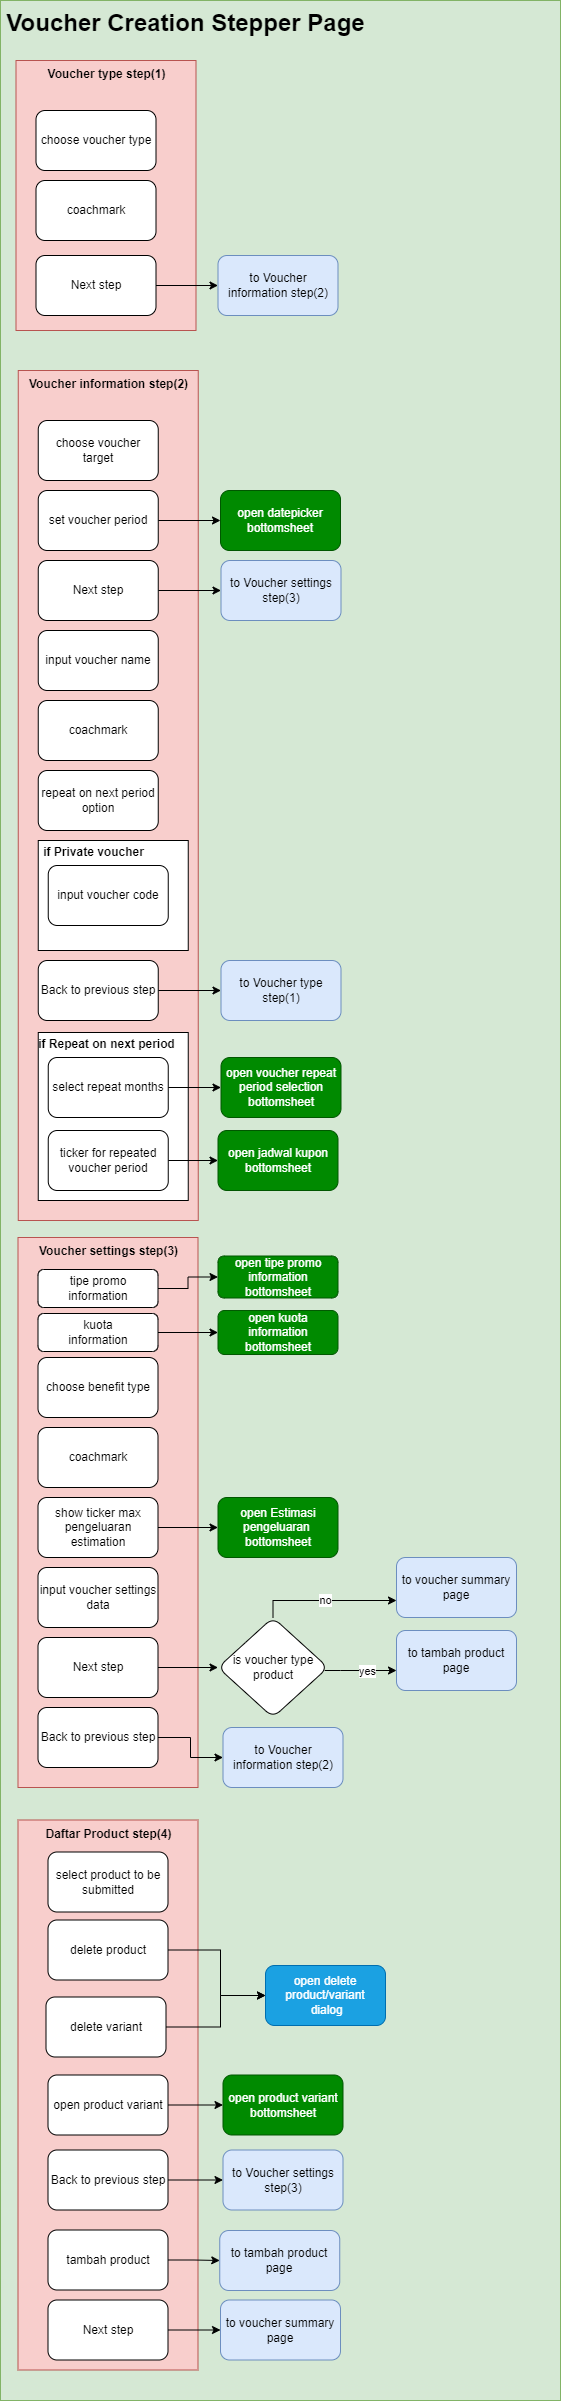 Voucher Creation Stepper Page
Voucher type step(1)
choose voucher type
coachmark
Next step
to Voucher
information step(2)
Voucher information step(2)
choose voucher
target
set voucher period
open datepicker
bottomsheet
Next step
to Voucher settings
step(3)
input voucher name
coachmark
repeat on next period
option
if Private voucher
input voucher code
Back to previous step
to Voucher type
step(1)
if Repeat on next period
select repeat months
open voucher repeat
period selection
bottomsheet
ticker for repeated
voucher period
open jadwal kupon
bottomsheet
Voucher settings step(3)
tipe promo
information
open tipe promo
information
bottomsheet
kuota
information
open kuota
information
bottomsheet
choose benefit type
coachmark
show ticker max
pengeluaran
estimation
open Estimasi
pengeluaran
bottomsheet
input voucher settings
data
Next step
is voucher type
product
no
to voucher summary
page
yes
to tambah product
page
Back to previous step
to Voucher
information step(2)
Daftar Product step(4)
select product to be
submitted
delete product
delete variant
open delete
product/variant
dialog
open product variant
open product variant
bottomsheet
Back to previous step
to Voucher settings
step(3)
tambah product
to tambah product
page
Next step
to voucher summary
page